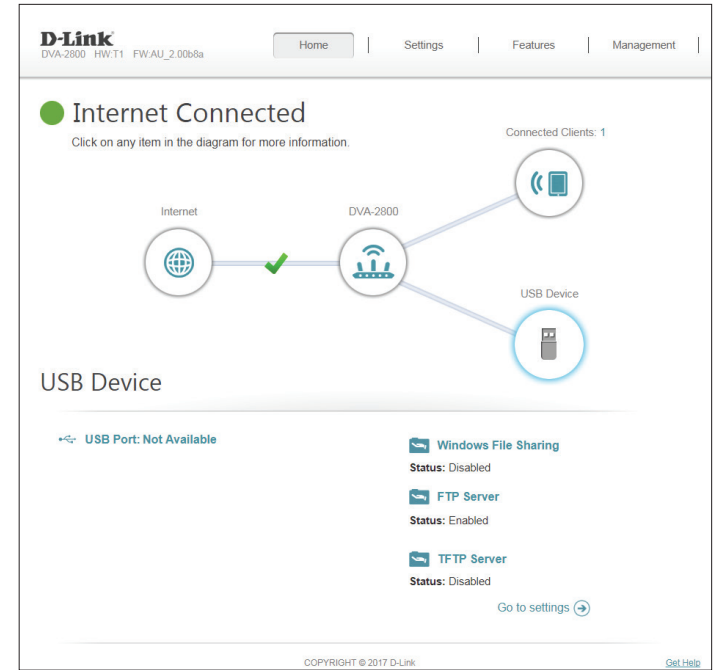 D-Link
DVA-2800 HW:T1 FW:AU_2.00b8a
Home
Settings
Features
Management
Internet Connected
Click on any item in the diagram for more information.
Connected Clients: 1
Internet
DVA-2800
USB Device
USB Device
USB Port: Not Available
Windows File Sharing
Status: Disabled
FTP Server
Status: Enabled
TFTP Server
Status: Disabled
Go to settings
COPYRIGHT © 2017 D-Link
Get Help